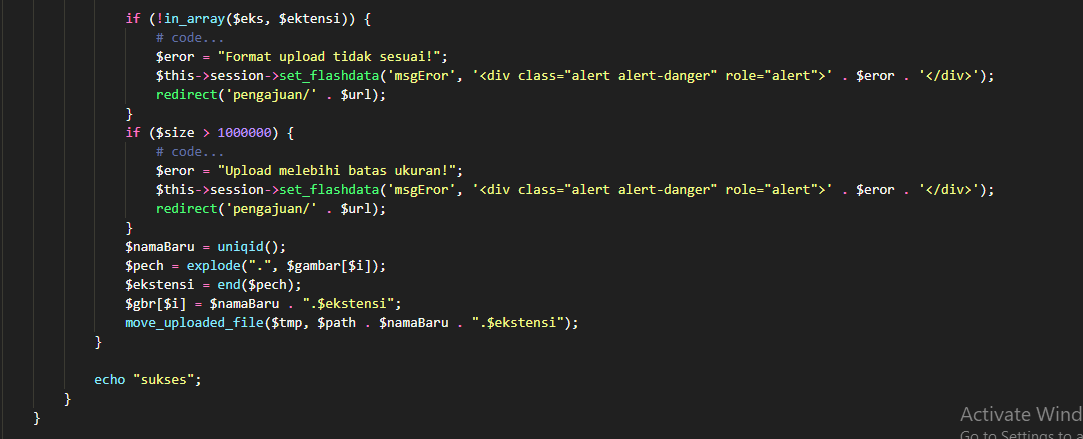 if (!in_array($eks, $ektensi)) {
# code...
$eror = "Format upload tidak sesuai!";
$this->session->set_flashdata('msgEror', '<div class="alert alert-danger" role="alert">' . $eror . '</div>');
redirect('pengajuan/' . $url);
}
if ($size > 1000000) {
# code...
$eror = "Upload melebihi batas ukuran!";
$this->session->set_flashdata('msgEror', '<div class="alert alert-danger" role="alert">' . $eror . '</div>');
redirect('pengajuan/' . $url);
}
$namaBaru = uniqid();
$pech = explode(".", $gambar[$i]);
$ekstensi = end($pech);
$gbr[$i] = $namaBaru . ".$ekstensi";
move_uploaded_file($tmp, $path . $namaBaru . ".$ekstensi");
}
echo "sukses";
}
}
Activate Wind
Go to Settings to a